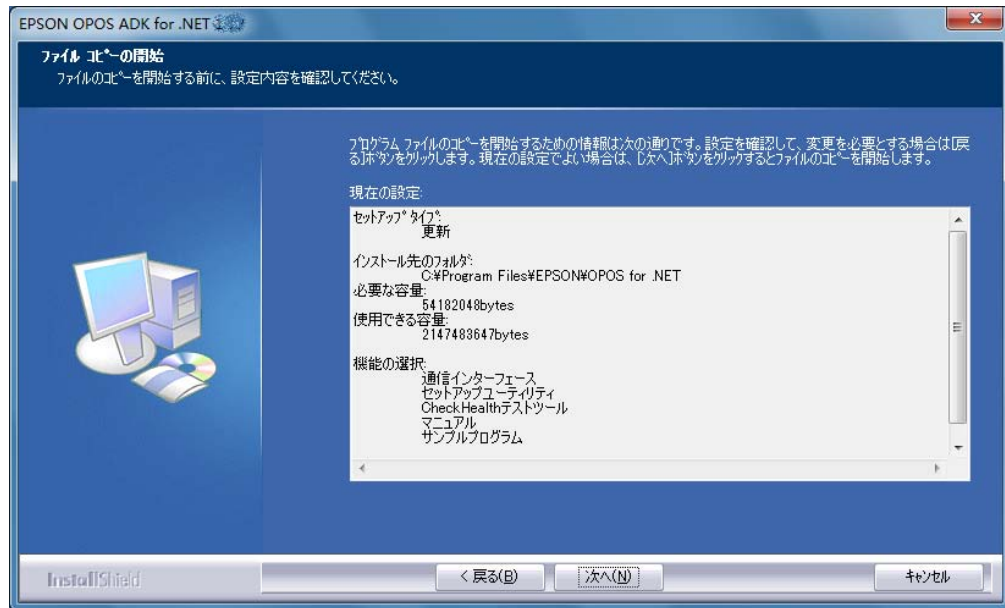 EPSON OPOS ADK for .NET
ファイル コピーの開始
ファイルのコピーを開始する前に、設定内容を確認してください。
プログラム ファイルのコピーを開始するための情報は次の通りです。設定を確認して、変更を必要とする場合は[戻
る]ボタンをクリックします。現在の設定でよい場合は、[次へ]ボタンをクリックするとファイルのコピーを開始します。
現在の設定:
セットアップ タイプ:
更新
インストール先のフォルダ:
C:¥Program Files¥EPSON¥OPOS for .NET
必要な容量:
54182048bytes
使用できる容量:
2147483647bytes
機能の選択:
通信インターフェース
セットアップユーティリティ
CheckHealthテストツール
マニュアル
サンプルプログラム
InstallShield
< 戻る(B)
次へ(N)
キャンセル